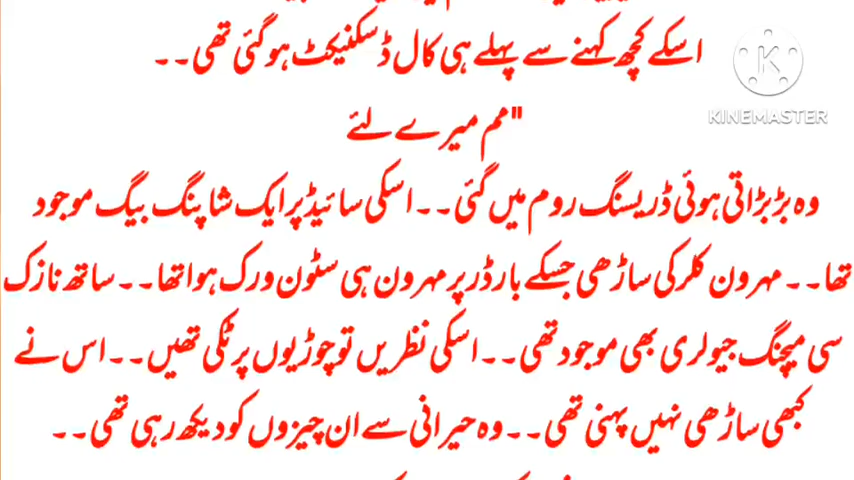 اسکے کچھ کہنے سے پہلے ہی کال ڈسکنیکٹ ہو گئی تھی۔۔
KINEMASTER
"مم میرے لئے
وہ بڑبڑاتی ہوئی ڈریسنگ روم میں گئی۔۔اسکی سائیڈ پر ایک شاپنگ بیگ موجود
تھا۔۔مہرون کلر کی ساڑھی جسکے بارڈر پر مہرون ہی سٹون ورک ہوا تھا۔۔ساتھ نازک
سی میچنگ جیولری بھی موجود تھی۔۔اسکی نظریں تو چوڑیوں پر ٹکی تھیں۔۔اس نے
کبھی ساڑھی نہیں پہنی تھی۔۔وہ حیرانی سے ان چیزوں کو دیکھ رہی تھی۔۔